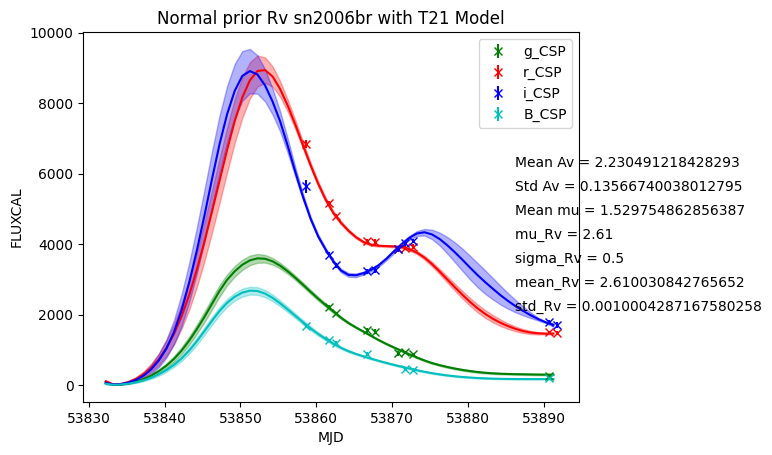 Normal prior Rv sn2006br with T21 Model
10000
8000
6000
4000
2000
0
FLUXCAL
g_CSP
r_CSP
i_CSP
B_CSP
Mean Av = 2.230491218428293
Std Av = 0.13566740038012795
Mean mu = 1.529754862856387
mu_Rv = 2.61
sigma_Rv = 0.5
mean_Rv = 2.610030842765652
std_Rv = 0.0010004287167580258
53830 53840 53850 53860 53870 53880 53890
MJD